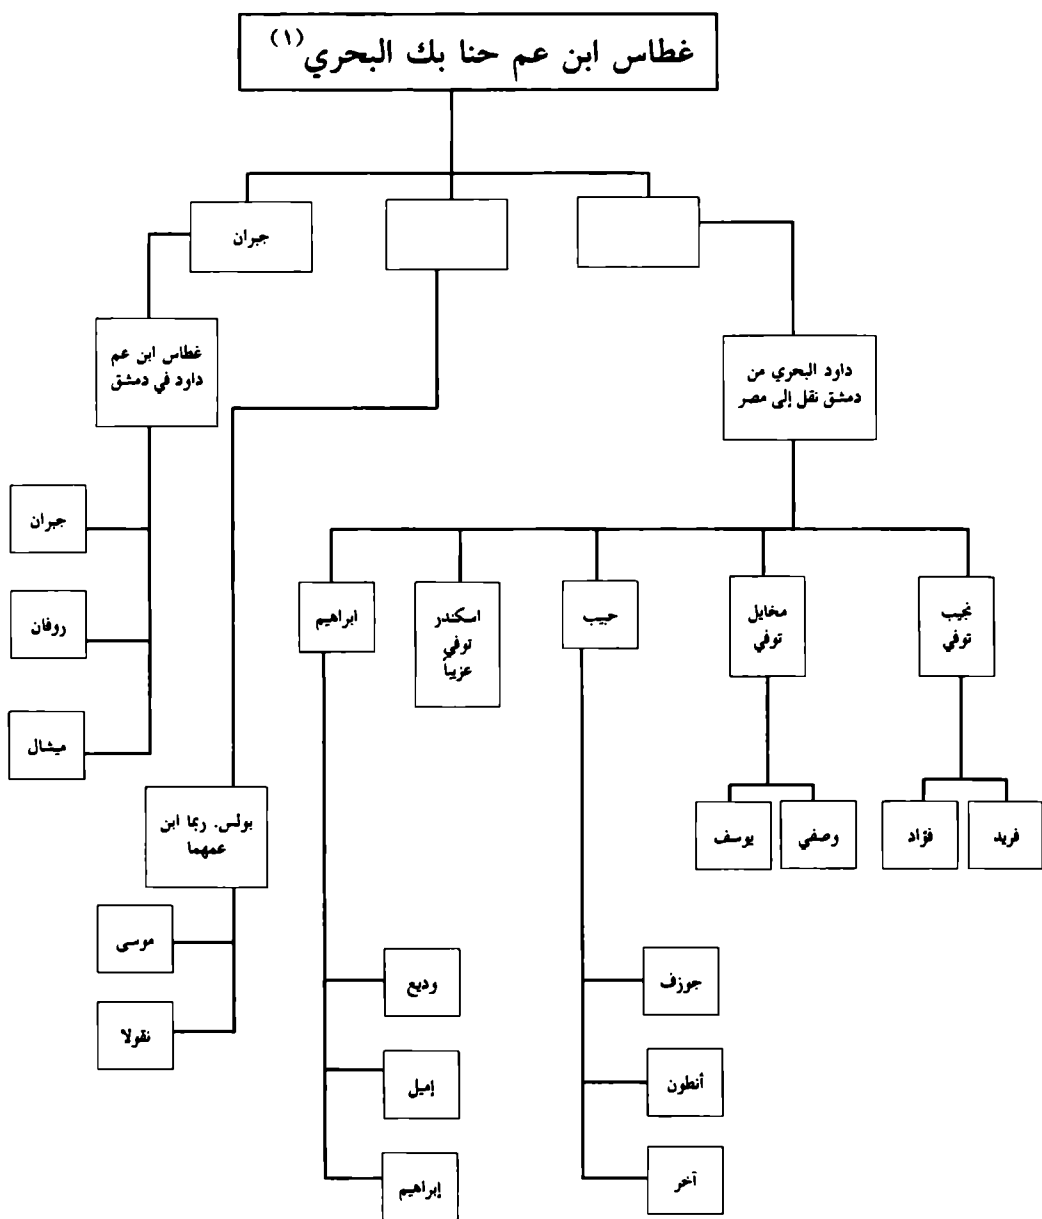 غطاس ابن عم حنا بك البحري (١)
جبران
غطاس ابن عم
داود في دمشق
داود البحري من
دمشق نقل إلى مصر
جبران
روفان
ميشال
نجيب
توفي
مخايل
توفي
حبيب
اسكندر
توفي
عزيباً
ابراهيم
فريد
فؤاد
وصفي
يوسف
بولس. ربما ابن
عمهما
موسى
نقولا
جوزف
أنطون
آخر
وديع
إميل
إبراهيم